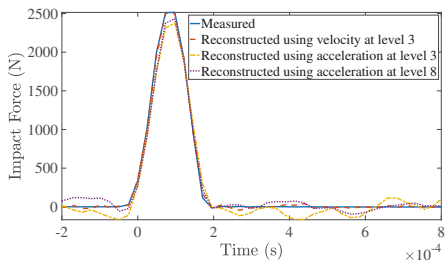 2500
2000
1500
1000
500
0
Impact Force (N)
Measured
Reconstructed using velocity at level 3
Reconstructed using acceleration at level 3
Reconstructed using acceleration at level 8
-2 0 2 4 6 8
Time (s)
×10⁻⁴